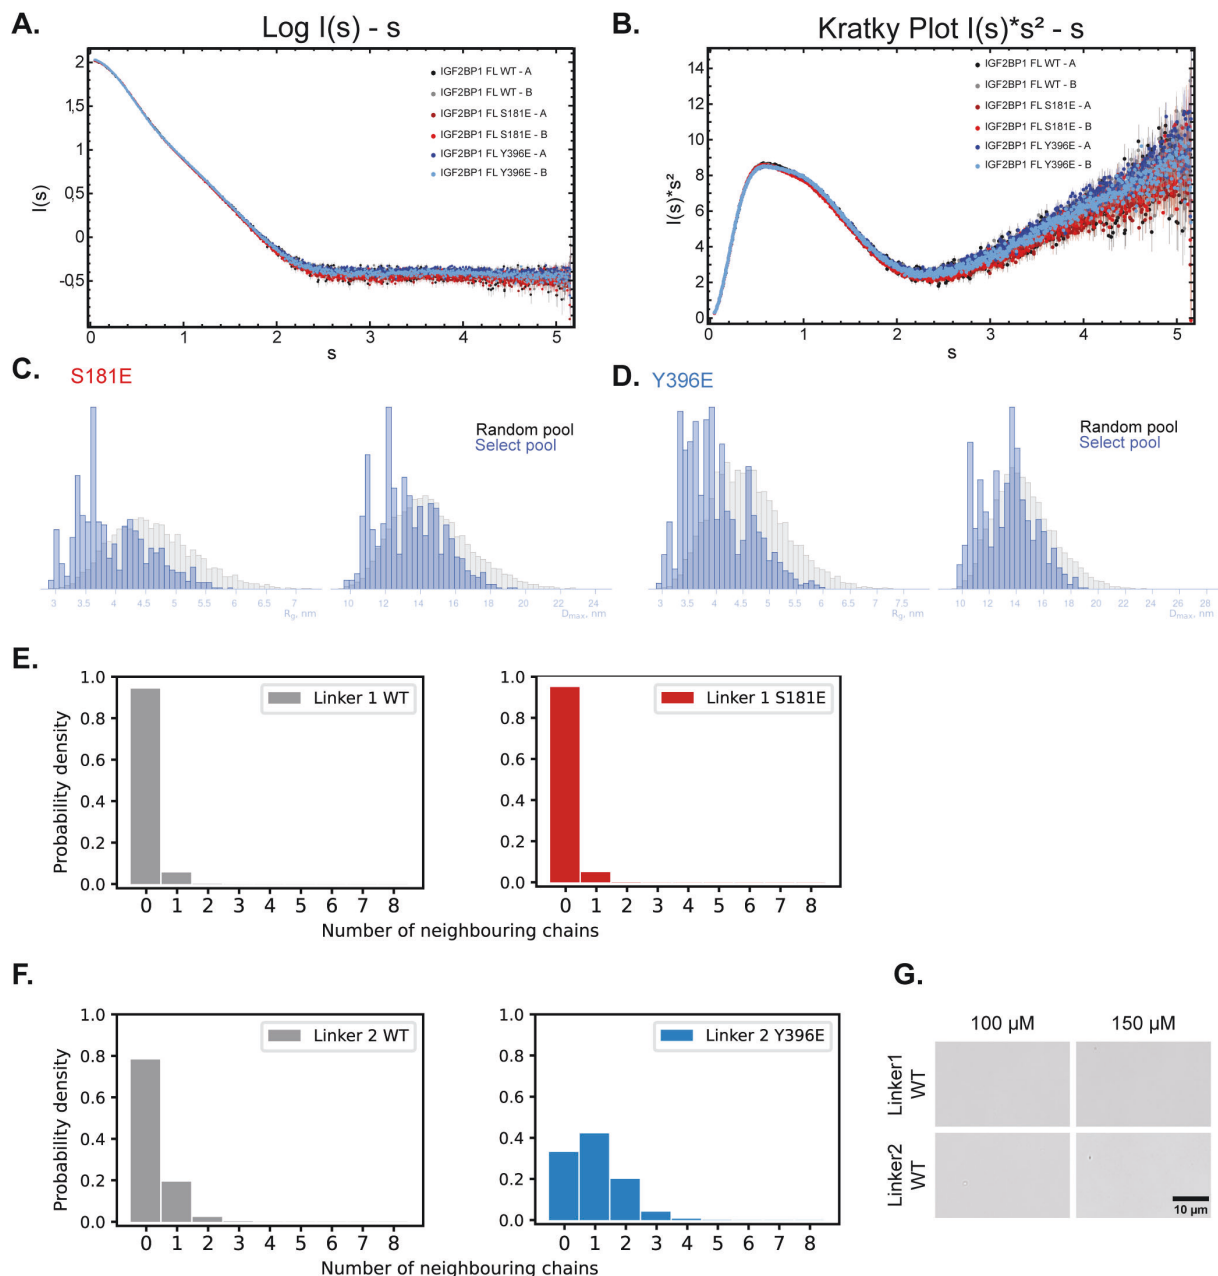 A.
Log I(s) - s
2
1,5
1
0,5
0
-0,5
I(s)
0
1
2
3
4
5
s
IGF2BP1 FL WT - A
IGF2BP1 FL WT - B
IGF2BP1 FL S181E - A
IGF2BP1 FL S181E - B
IGF2BP1 FL Y396E - A
IGF2BP1 FL Y396E - B
B.
Kratky Plot I(s)*s² - s
14
12
10
8
6
4
2
0
I(s)*s²
0
1
2
3
4
5
s
IGF2BP1 FL WT - A
IGF2BP1 FL WT - B
IGF2BP1 FL S181E - A
IGF2BP1 FL S181E - B
IGF2BP1 FL Y396E - A
IGF2BP1 FL Y396E - B
C.
S181E
Random pool
Select pool
3 3.5 4 4.5 5 5.5 6 6.5 7
Rg, nm
10 12 14 16 18 20 22 24
Dmax, nm
D.
Y396E
Random pool
Select pool
3 3.5 4 4.5 5 5.5 6 6.5 7 7.5
Rg, nm
10 12 14 16 18 20 22 24 26 28
Dmax, nm
E.
Probability density
1.0
0.8
0.6
0.4
0.2
0.0
Linker 1 WT
0 1 2 3 4 5 6 7 8
1.0
0.8
0.6
0.4
0.2
0.0
Linker 1 S181E
0 1 2 3 4 5 6 7 8
Number of neighbouring chains
F.
Probability density
1.0
0.8
0.6
0.4
0.2
0.0
Linker 2 WT
0 1 2 3 4 5 6 7 8
1.0
0.8
0.6
0.4
0.2
0.0
Linker 2 Y396E
0 1 2 3 4 5 6 7 8
Number of neighbouring chains
G.
100 µM
150 µM
Linker1
WT
Linker2
WT
10 µm